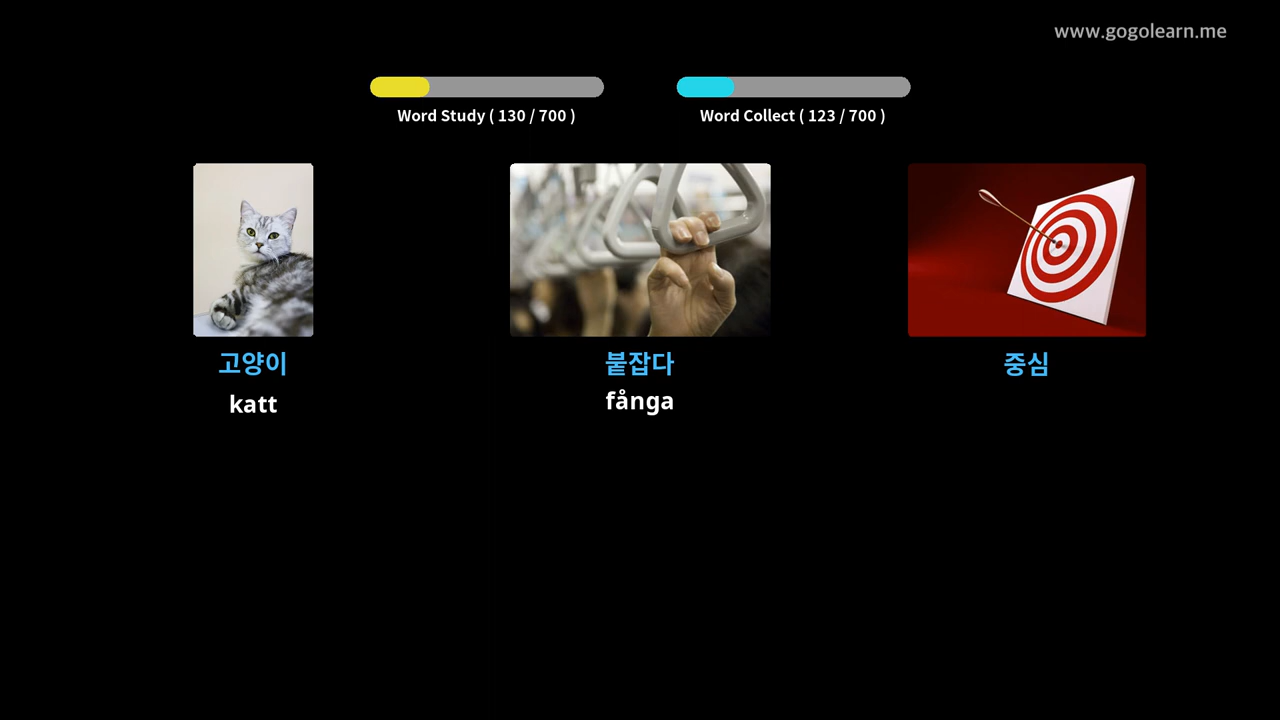 www.gogolearn.me
Word Study ( 130 / 700 )
Word Collect ( 123 / 700 )
고양이
katt
붙잡다
fånga
중심